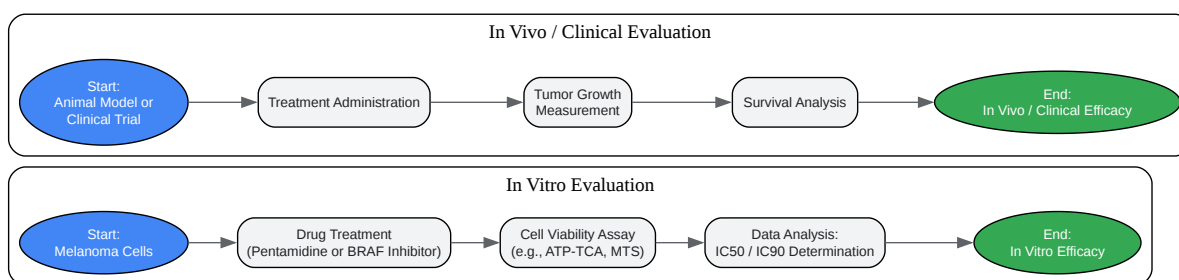 In Vivo / Clinical Evaluation
Start:
Animal Model or
Clinical Trial
Treatment Administration
Tumor Growth
Measurement
Survival Analysis
End:
In Vivo / Clinical Efficacy
In Vitro Evaluation
Start:
Melanoma Cells
Drug Treatment
(Pentamidine or BRAF Inhibitor)
Cell Viability Assay
(e.g., ATP-TCA, MTS)
Data Analysis:
IC50 / IC90 Determination
End:
In Vitro Efficacy